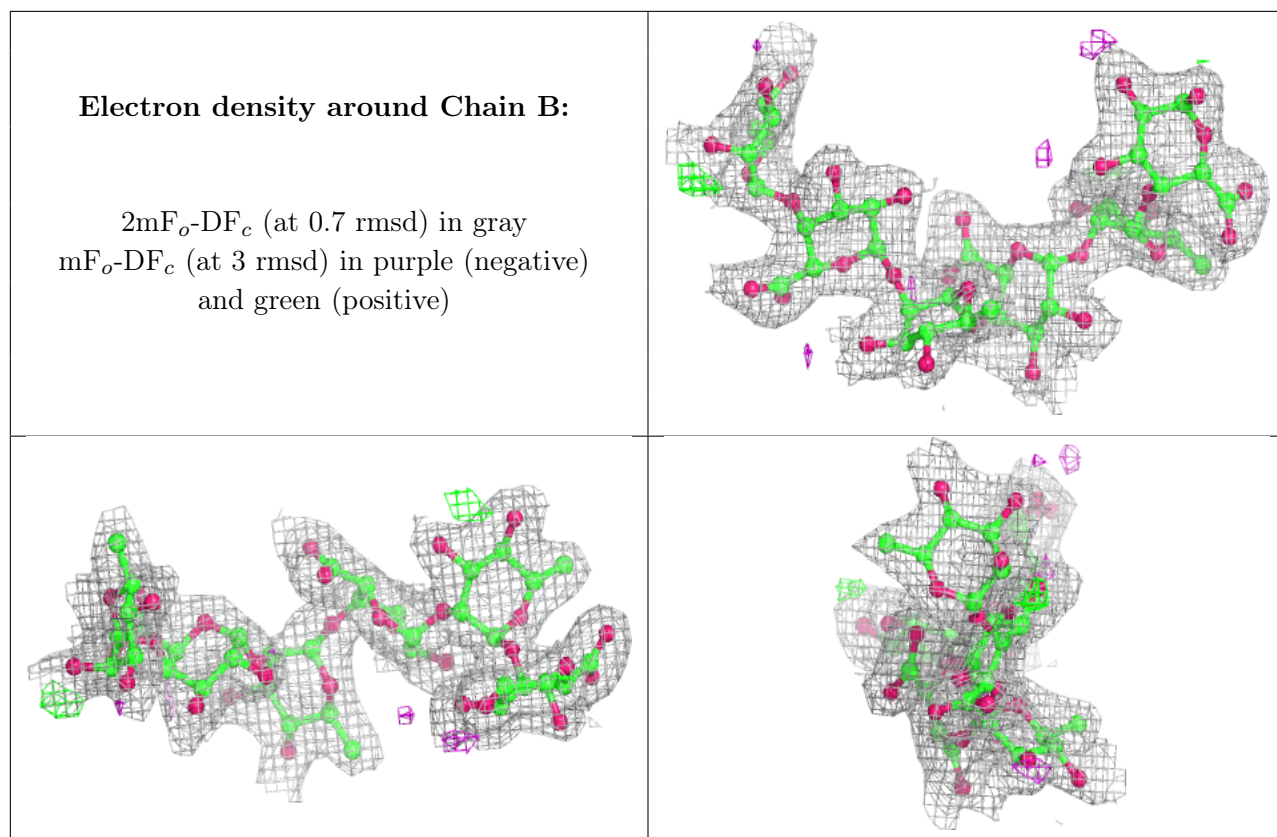 Electron density around Chain B:
2mFo-DFc (at 0.7 rmsd) in gray
mFo-DFc (at 3 rmsd) in purple (negative)
and green (positive)